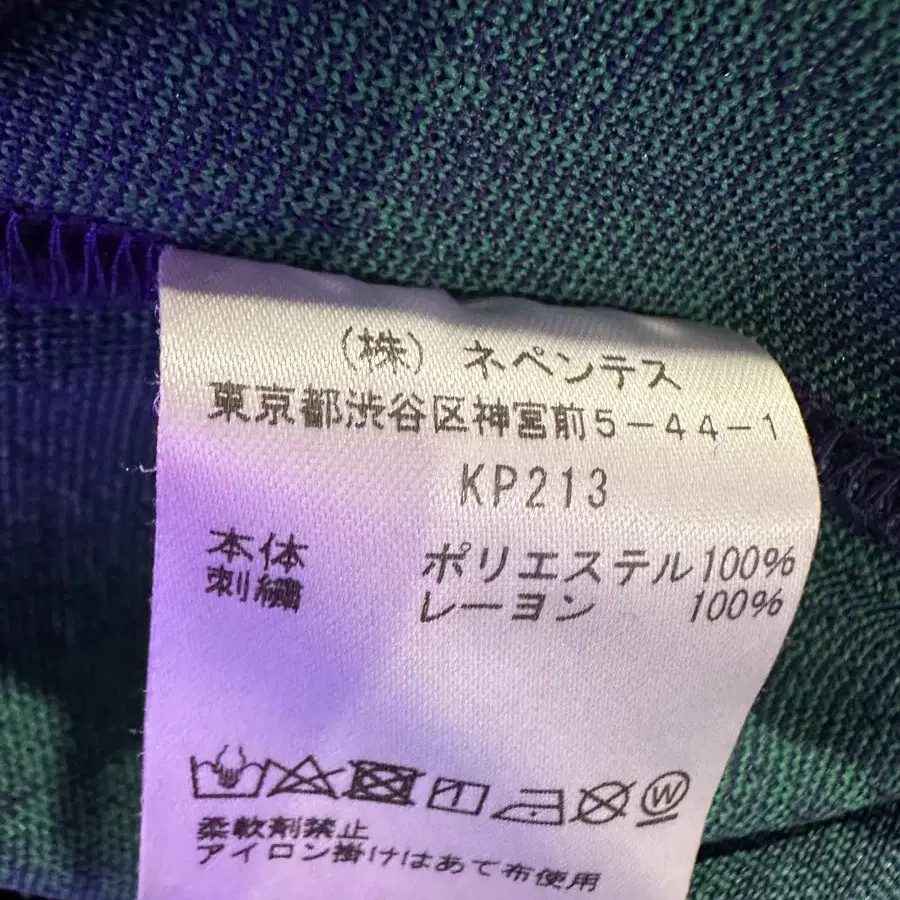 (株) ネペンテス
東京都渋谷区神宮前5-44-1
KP213
本体 ポリエステル100%
刺繍 レーヨン 100%
W
柔軟剤禁止
アイロン掛けはあて布使用